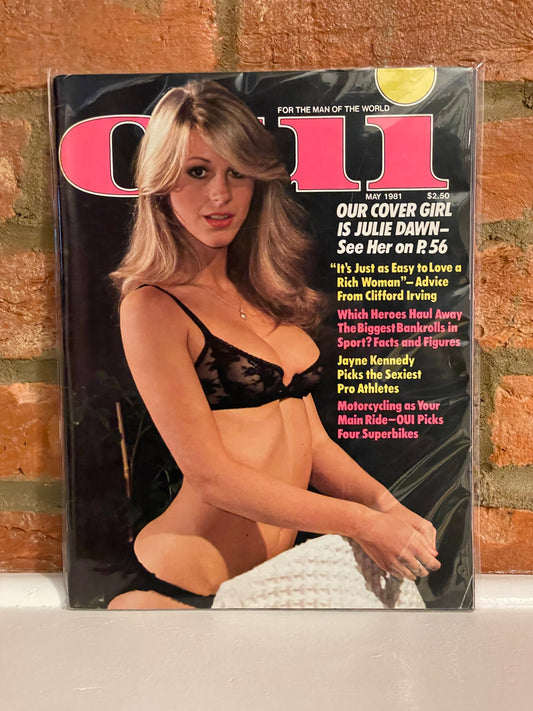 FOR THE MAN OF THE WORLD
Oui
MAY 1981 $2.50
OUR COVER GIRL
IS JULIE DAWN–
See Her on P. 56
"It's Just as Easy to Love a
Rich Woman"–Advice
From Clifford Irving
Which Heroes Haul Away
The Biggest Bankrolls in
Sport? Facts and Figures
Jayne Kennedy
Picks the Sexiest
Pro Athletes
Motorcycling as Your
Main Ride–OUI Picks
Four Superbikes